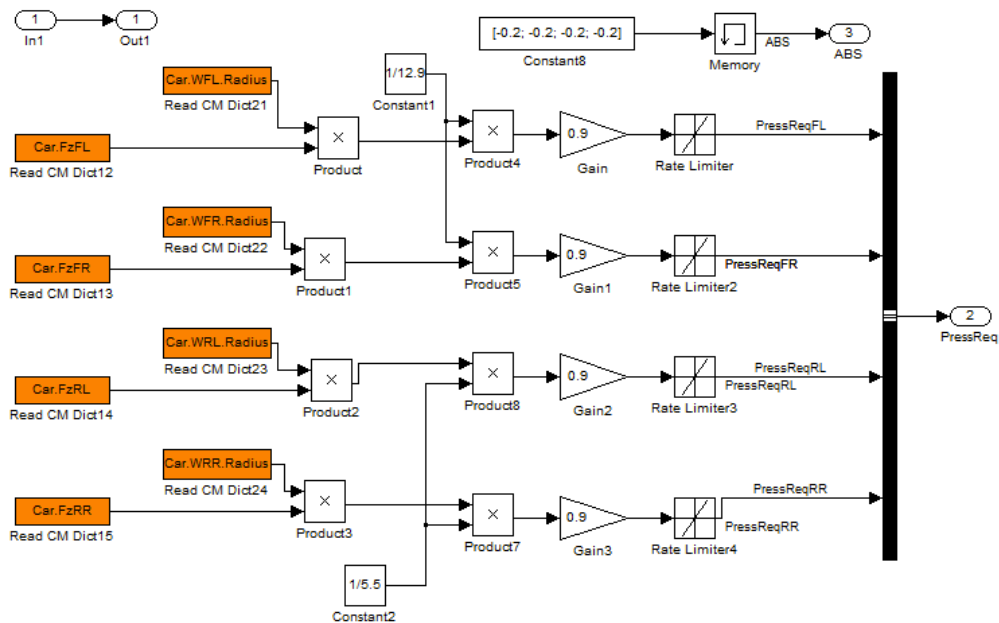 1
In1
1
Out1
[-0.2; -0.2; -0.2; -0.2]
Constant8
Memory
ABS
3
ABS
Car.WFL.Radius
Read CM Dict21
1/12.9
Constant1
Car.FzFL
Read CM Dict12
×
Product
×
Product4
0.9
Gain
Rate Limiter
PressReqFL
Car.WFR.Radius
Read CM Dict22
Car.FzFR
Read CM Dict13
×
Product1
×
Product5
0.9
Gain1
Rate Limiter2
PressReqFR
2
PressReq
Car.WRL.Radius
Read CM Dict23
Car.FzRL
Read CM Dict14
×
Product2
×
Product8
0.9
Gain2
Rate Limiter3
PressReqRL
PressReqRL
Car.WRR.Radius
Read CM Dict24
Car.FzRR
Read CM Dict15
×
Product3
×
Product7
0.9
Gain3
Rate Limiter4
PressReqRR
PressReqRR
1/5.5
Constant2